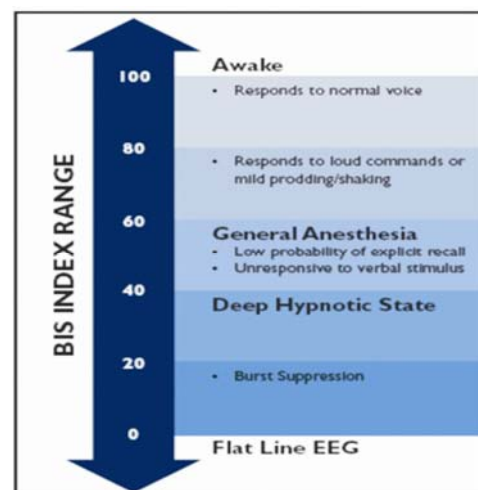 BIS INDEX RANGE
100
80
60
40
20
0
Awake
• Responds to normal voice
• Responds to loud commands or
mild prodding/shaking
General Anesthesia
• Low probability of explicit recall
• Unresponsive to verbal stimulus
Deep Hypnotic State
• Burst Suppression
Flat Line EEG